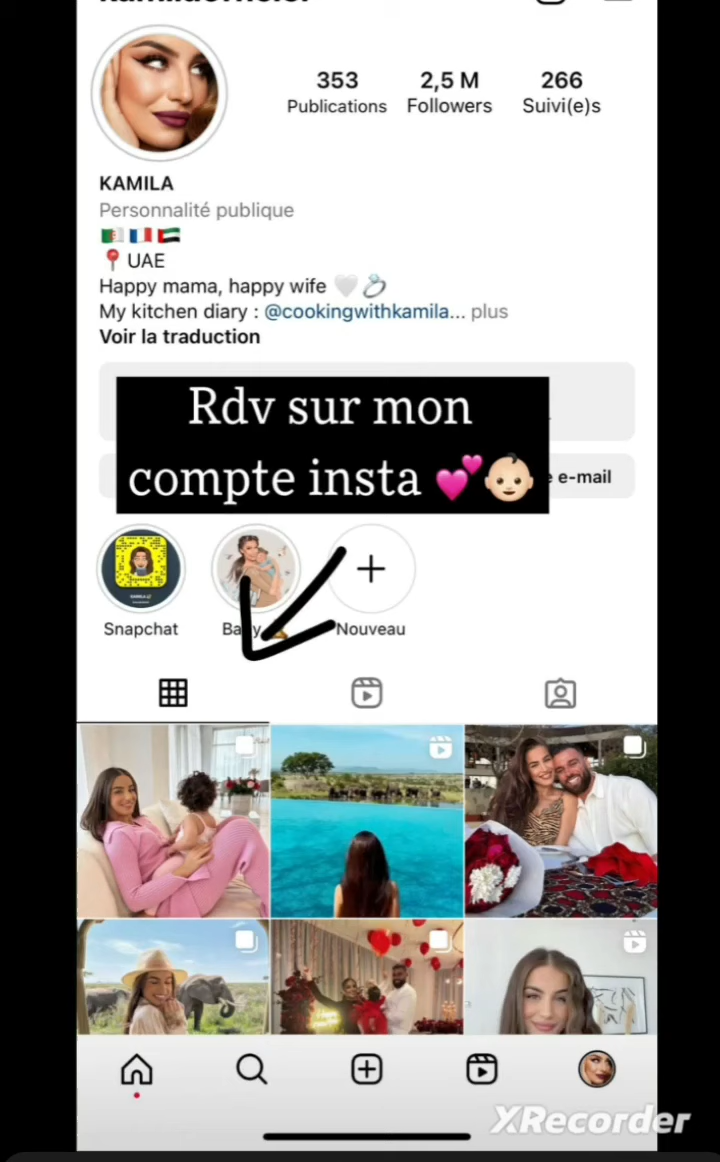 353
2,5 M
266
Publications
Followers
Suivi(e)s
KAMILA
Personnalité publique
UAE
Happy mama, happy wife
My kitchen diary : @cookingwithkamila... plus
Voir la traduction
Rdv sur mon
compte insta
e-mail
Snapchat
Nouveau
XRecorder